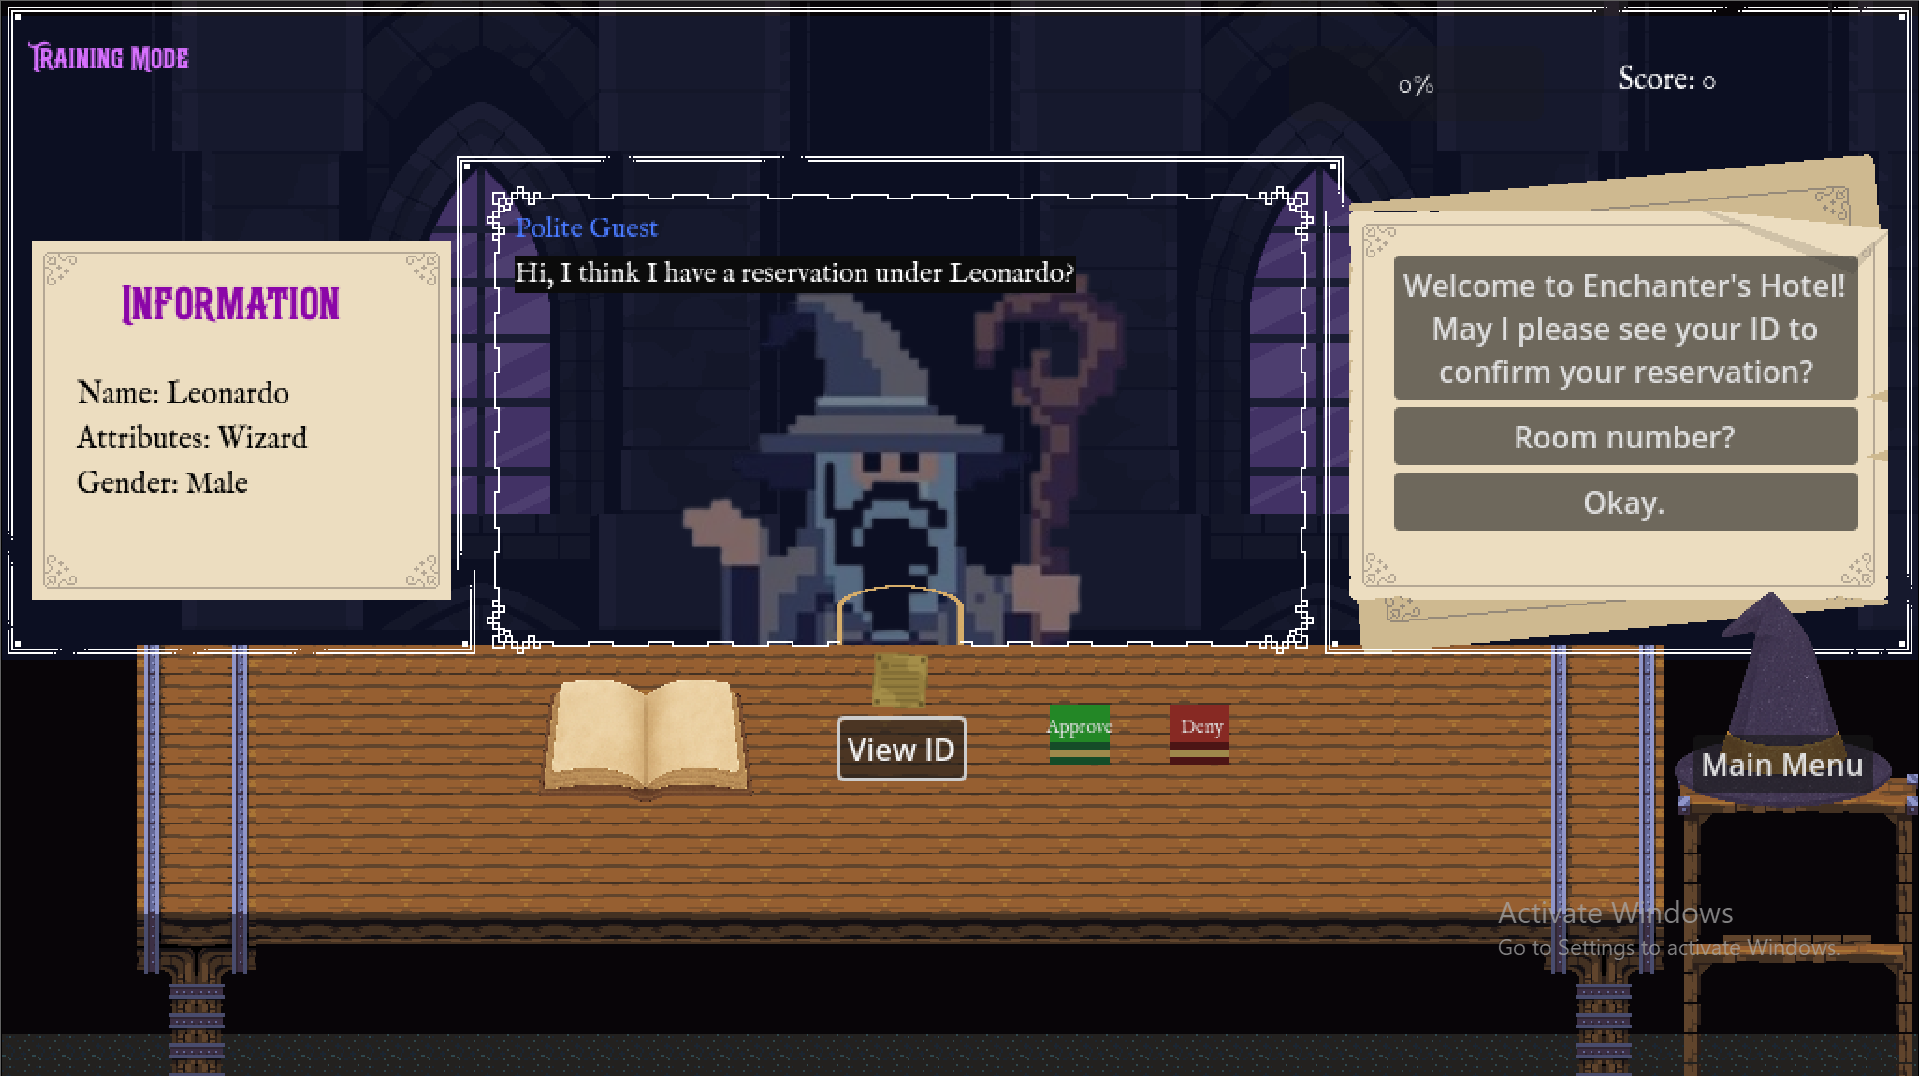 Training Mode
0%
Score: 0
Polite Guest
Hi, I think I have a reservation under Leonardo?
Information
Name: Leonardo
Attributes: Wizard
Gender: Male
Welcome to Enchanter's Hotel!
May I please see your ID to
confirm your reservation?
Room number?
Okay.
View ID
Approve
Deny
Main Menu
Activate Windows
Go to Settings to activate Windows.